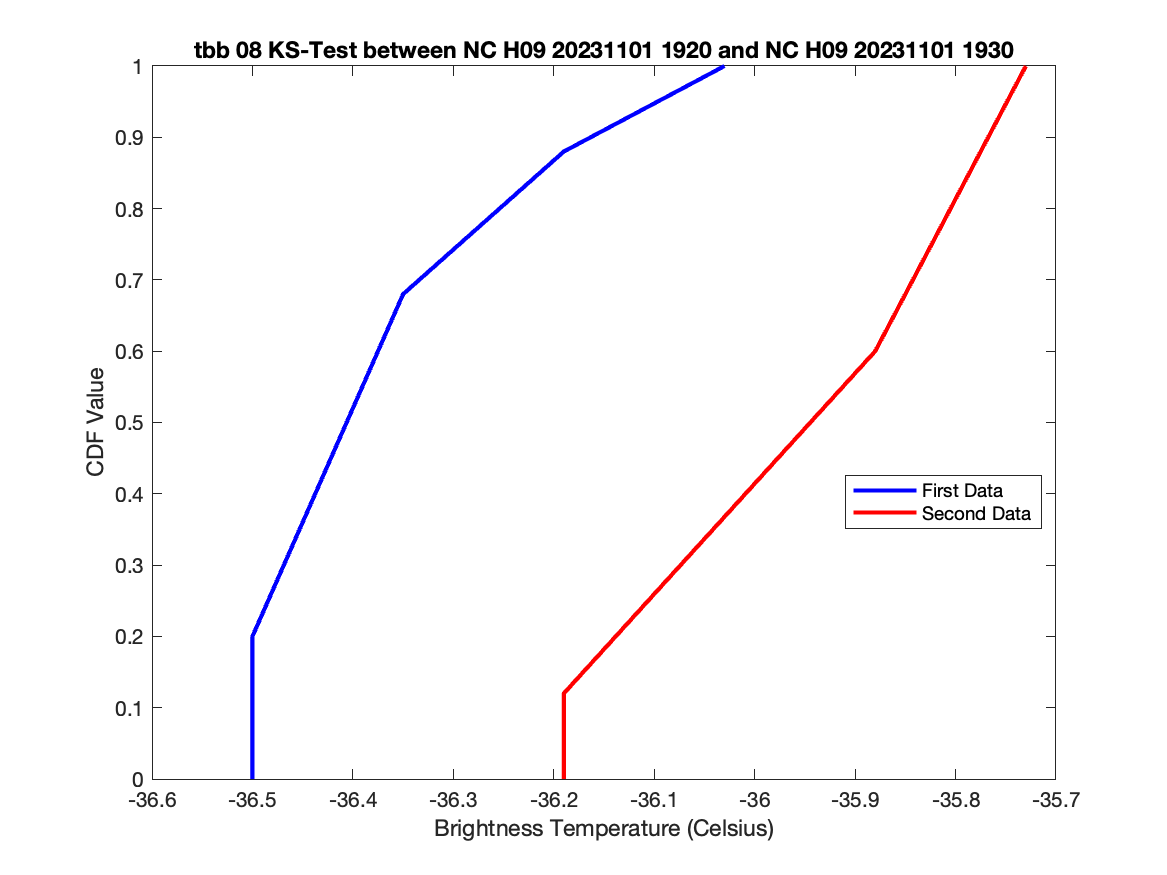 tbb 08 KS-Test between NC H09 20231101 1920 and NC H09 20231101 1930
1
0.9
0.8
0.7
0.6
0.5
0.4
0.3
0.2
0.1
0
CDF Value
First Data
Second Data
-36.6 -36.5 -36.4 -36.3 -36.2 -36.1 -36 -35.9 -35.8 -35.7
Brightness Temperature (Celsius)